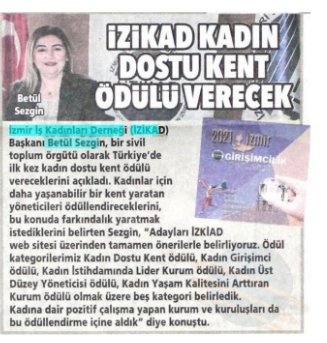 İZİKAD KADIN
DOSTU KENT
ÖDÜLÜ VERECEK
Betül
Sezgin
İzmir İş Kadınları Derneği (İZİKAD)
Başkanı Betül Sezgin, bir sivil
toplum örgütü olarak Türkiye'de
ilk kez kadın dostu kent ödülü
vereceklerini açıkladı. Kadınlar için
daha yaşanabilir bir kent yaratan
yöneticileri ödüllendireceklerini,
bu konuda farkındalık yaratmak
istediklerini belirten Sezgin, "Adayları İZKİAD
web sitesi üzerinden tamamen önerilerle belirliyoruz. Ödül
kategorilerimiz Kadın Dostu Kent ödülü, Kadın Girişimci
ödülü, Kadın İstihdamında Lider Kurum ödülü, Kadın Üst
Düzey Yöneticisi ödülü, Kadın Yaşam Kalitesini Arttıran
Kurum ödülü olmak üzere beş kategori belirledik.
Kadına dair pozitif çalışma yapan kurum ve kuruluşları da
bu ödüllendirme içine aldık" diye konuştu.
2021 izmir
GİRİŞİMCİLİK